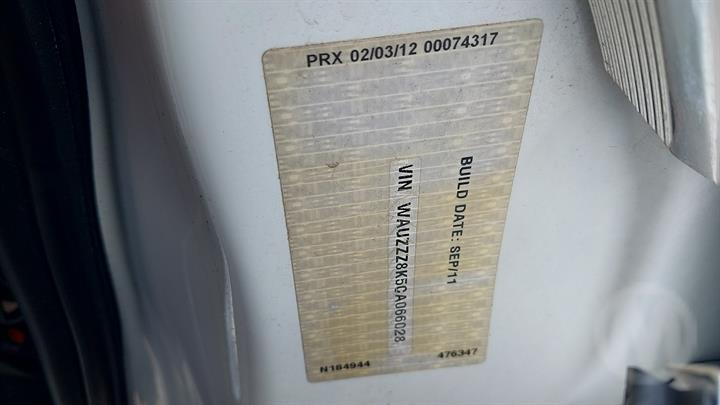 PRX 02/03/12 00074317
BUILD DATE: SEP/11
VIN WAUZZZ8K5CA066028
N184944
476347